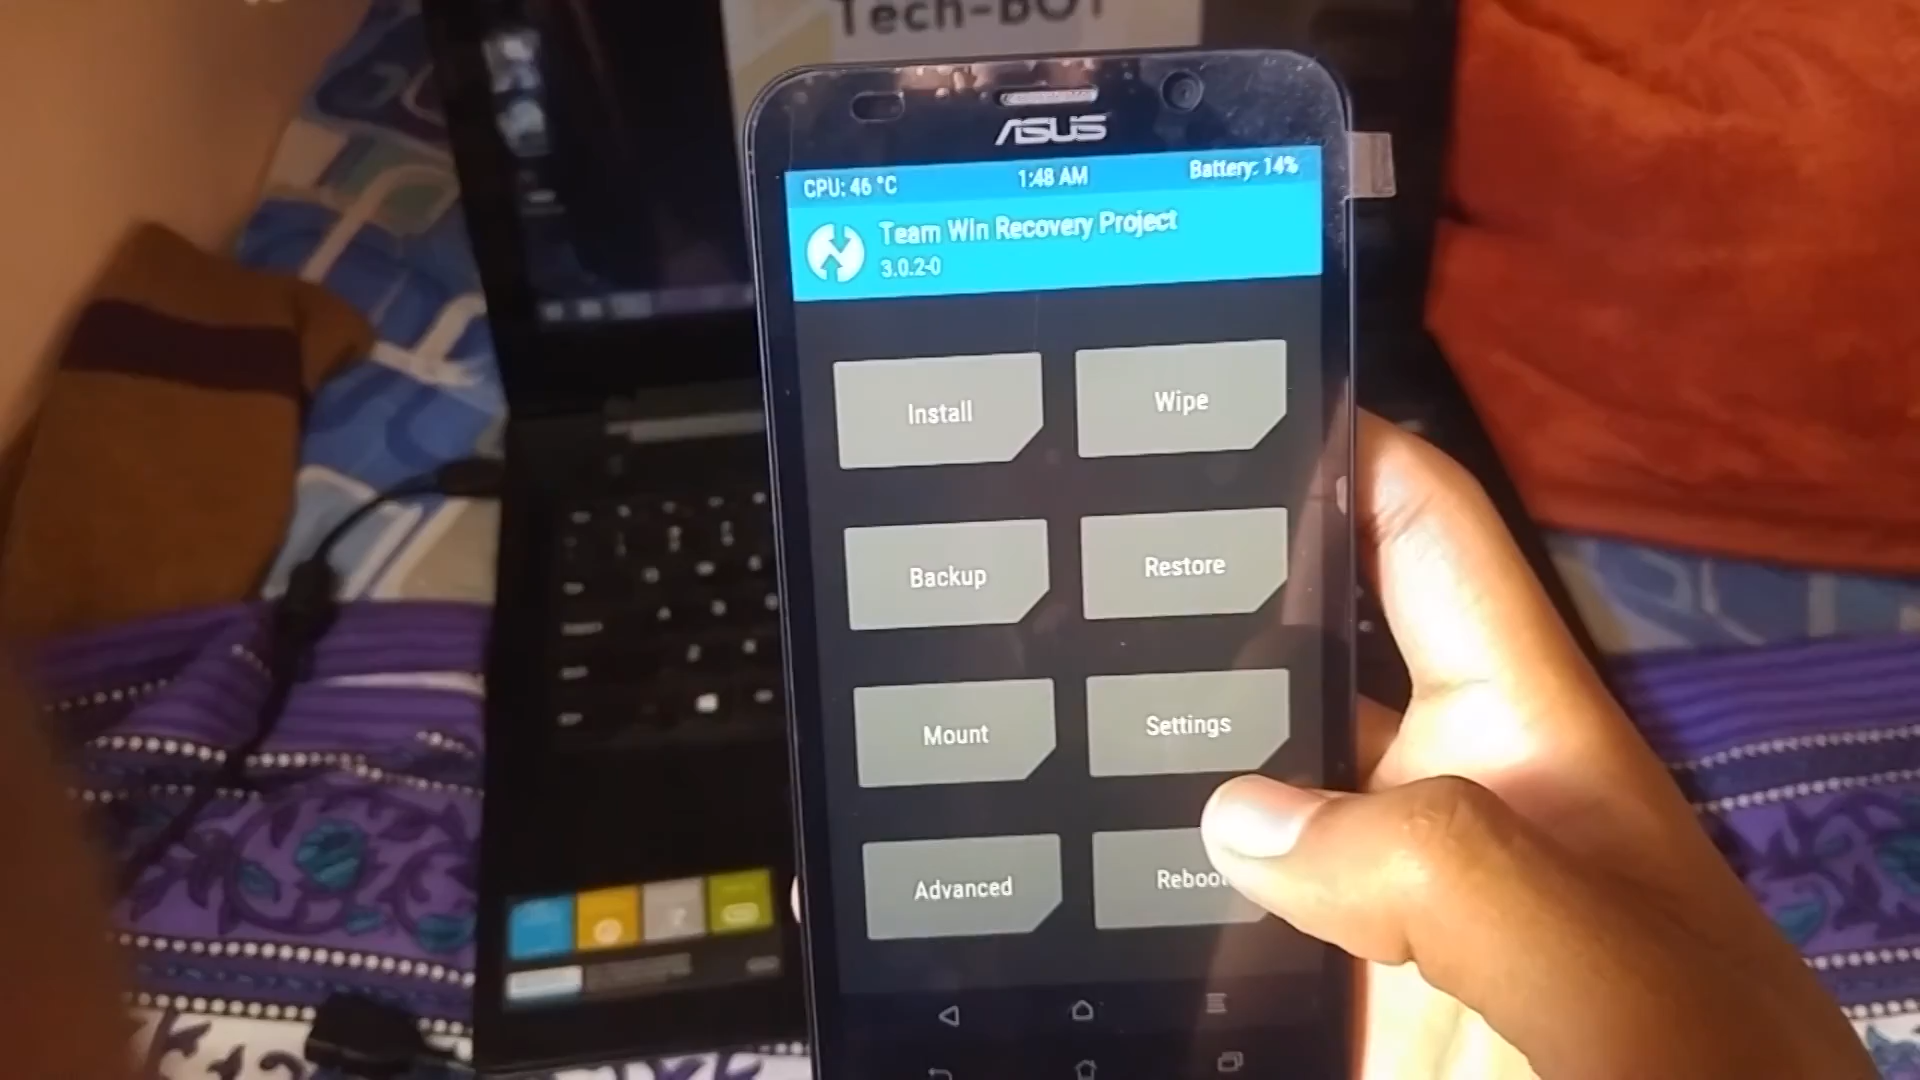 Tech-BOT
ASUS
CPU: 46 °C
1:48 AM
Battery: 14%
Team Win Recovery Project
3.0.2-0
Install
Wipe
Backup
Restore
Mount
Settings
Advanced
Reboot